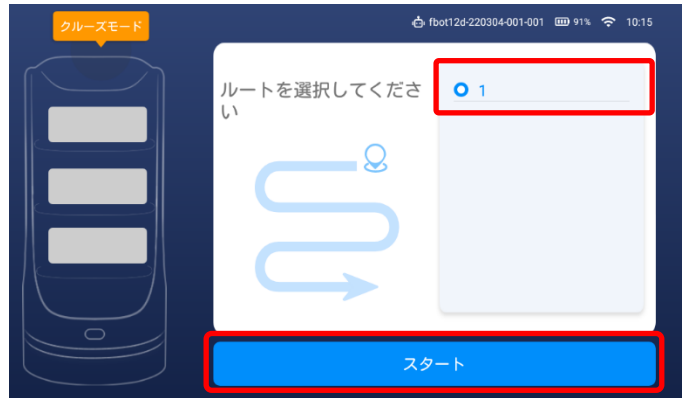 クルーズモード
fbot12d-220304-001-001 91% 10:15
ルートを選択してくださ
い
1
スタート